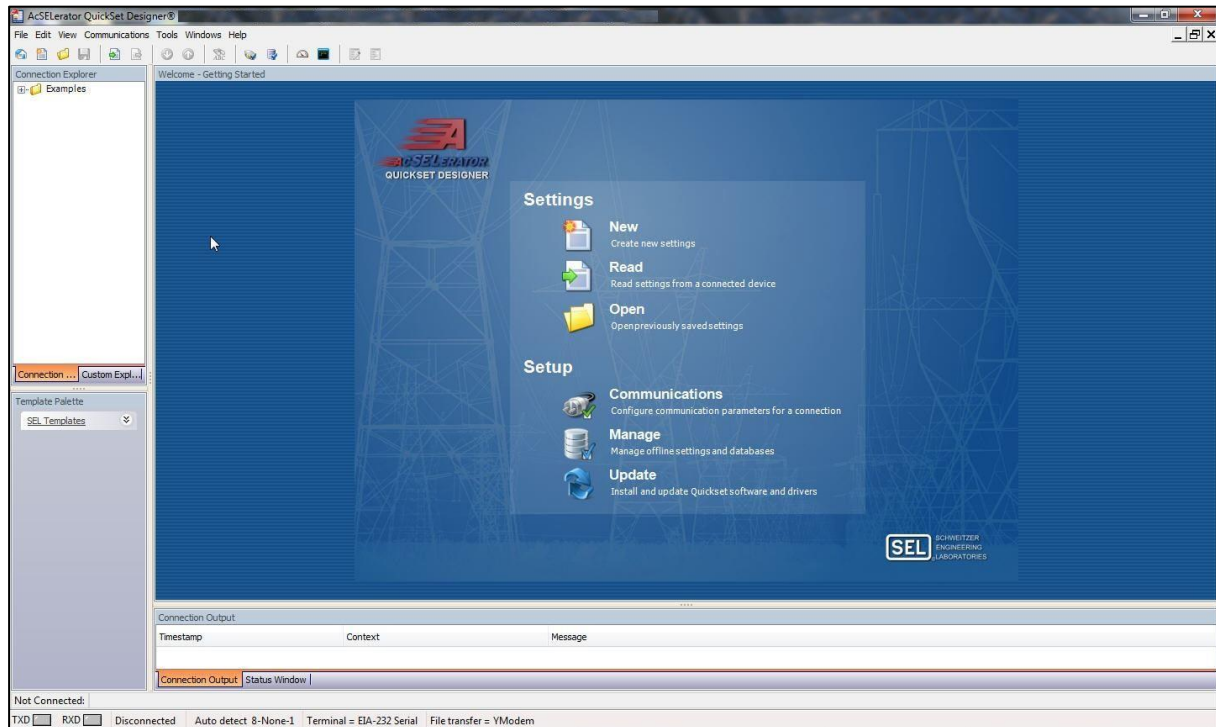 AcSELerator QuickSet Designer®
File Edit View Communications Tools Windows Help
Connection Explorer
Examples
Connection ... Custom Expl...
Template Palette
SEL Templates
Welcome - Getting Started
AcSELERATOR
QUICKSET DESIGNER
Settings
New
Create new settings
Read
Read settings from a connected device
Open
Openpreviously saved settings
Setup
Communications
Configure communication parameters for a connection
Manage
Manage offline settings and databases
Update
Install and update Quickset software and drivers
SEL
SCHWEITZER
ENGINEERING
LABORATORIES
Connection Output
Timestamp Context Message
Connection Output Status Window
Not Connected:
TXD RXD Disconnected Auto detect 8-None-1 Terminal = EIA-232 Serial File transfer = YModem